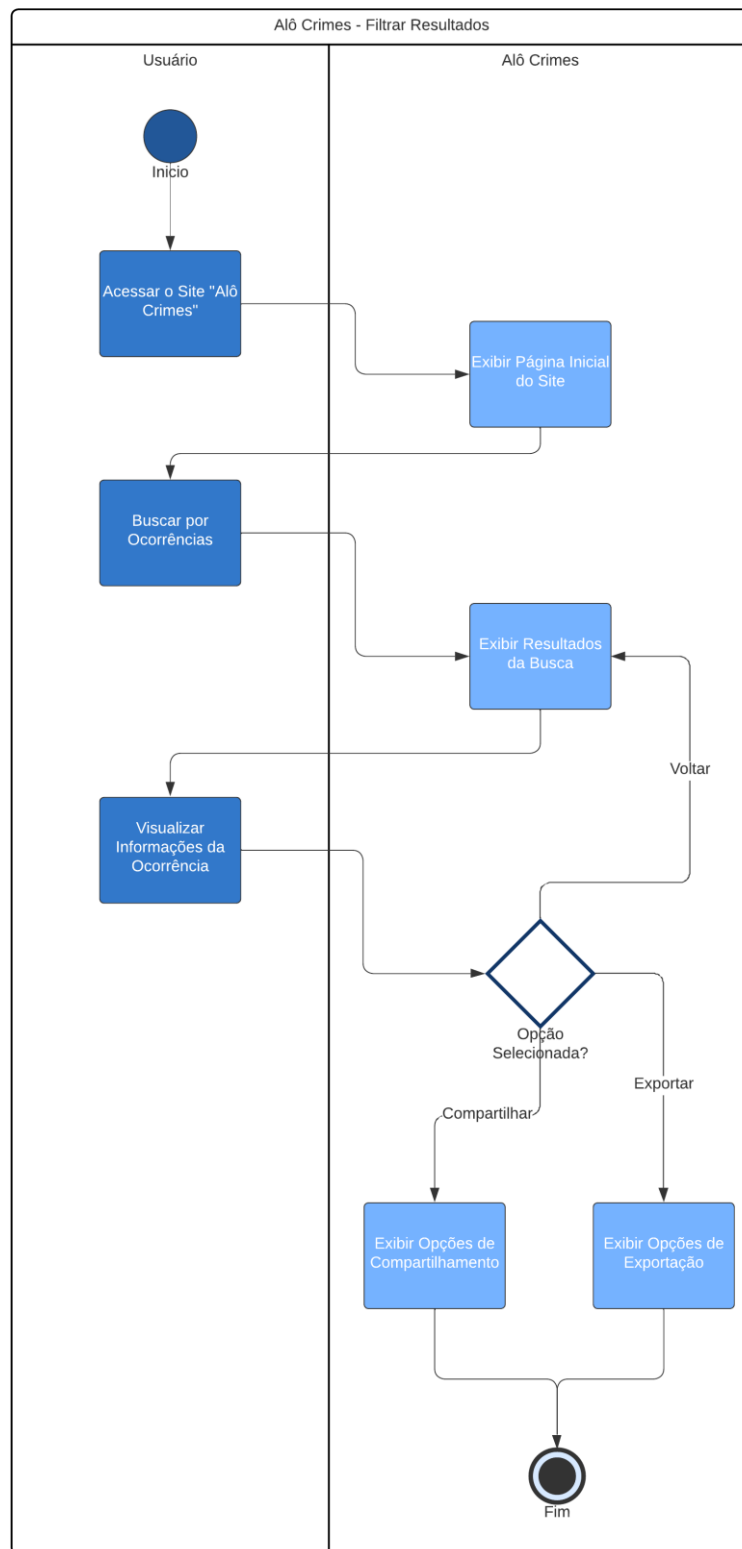 Alô Crimes - Filtrar Resultados
Usuário
Alô Crimes
Inicio
Acessar o Site "Alô
Crimes"
Exibir Página Inicial
do Site
Buscar por
Ocorrências
Exibir Resultados
da Busca
Voltar
Visualizar
Informações da
Ocorrência
Opção
Selecionada?
Exportar
Compartilhar
Exibir Opções de
Compartilhamento
Exibir Opções de
Exportação
Fim